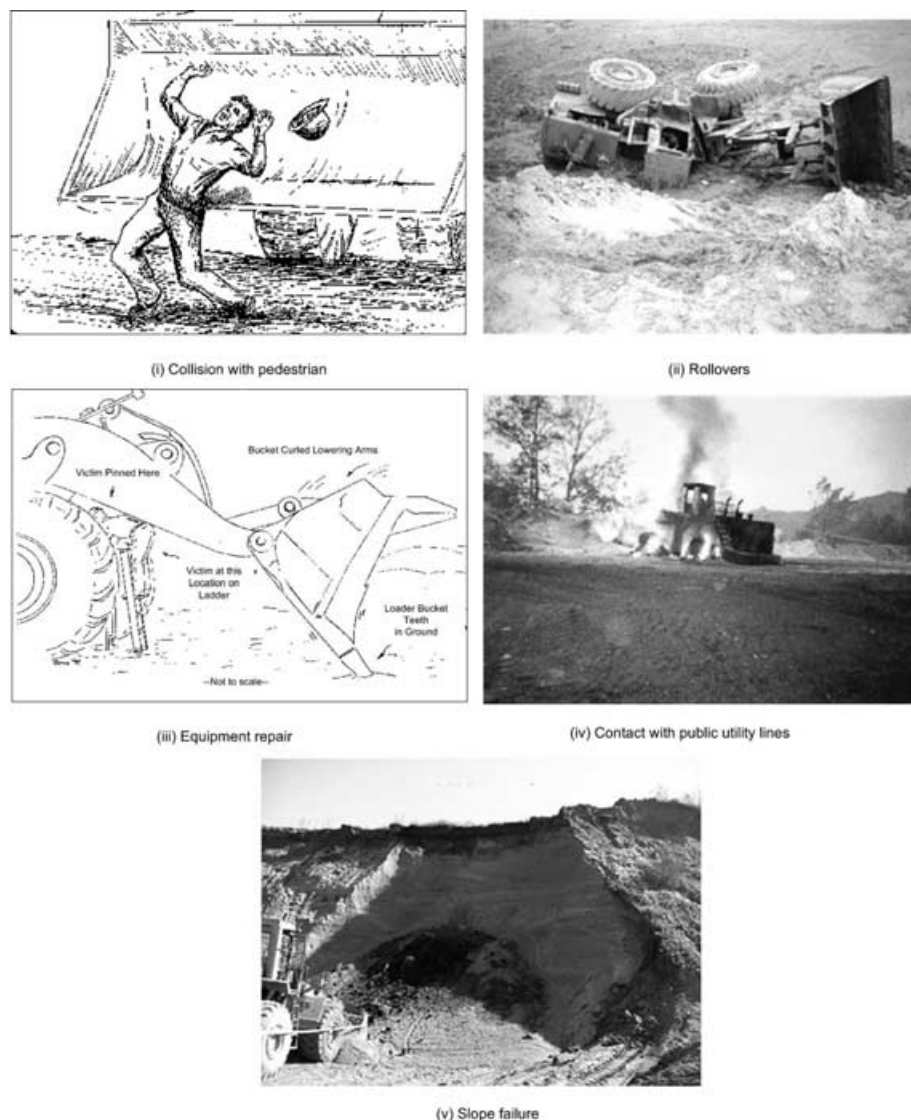 (i) Collision with pedestrian
(ii) Rollovers
Victim Pinned Here
Bucket Curled Lowering Arms
Victim at this
Location on
Ladder
Loader Bucket
Teeth
in Ground
--Not to scale--
(iii) Equipment repair
(iv) Contact with public utility lines
(v) Slope failure